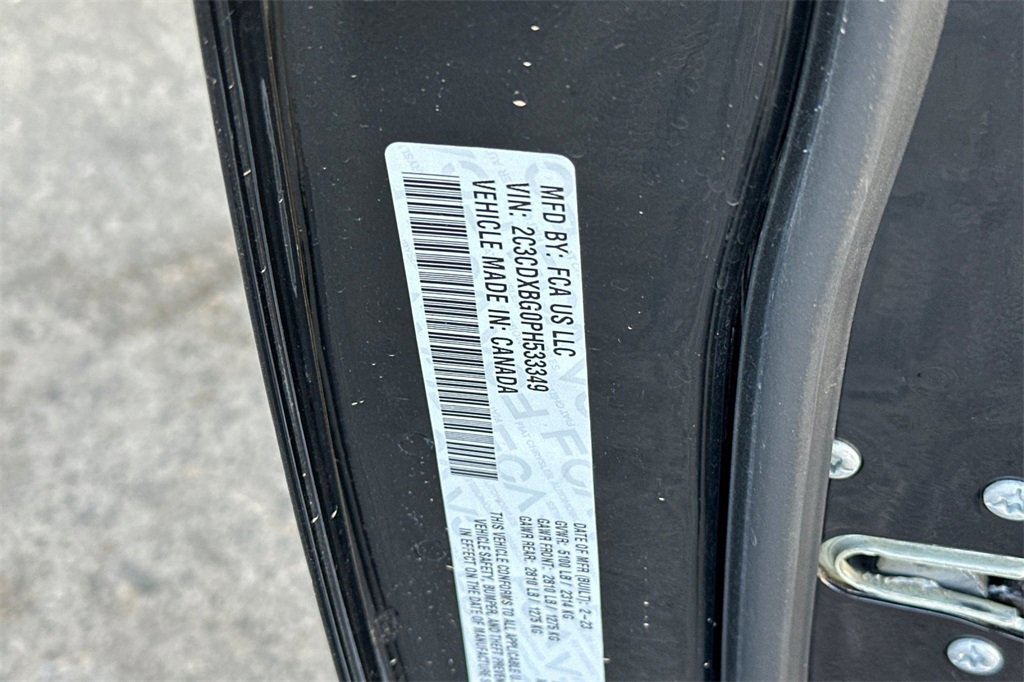 MFD BY: FCA US LLC
VIN: 2C3CDXBG0PH533349
VEHICLE MADE IN: CANADA
DATE OF MFR (BUILT): 2-23
GVWR: 5100 LB / 2314 KG
GAWR FRONT: 2810 LB / 1275 KG
GAWR REAR: 2810 LB / 1275 KG
THIS VEHICLE CONFORMS TO ALL APPLICABLE
VEHICLE SAFETY, BUMPER, AND THEFT
IN EFFECT ON THE DATE OF MANUFACTURE